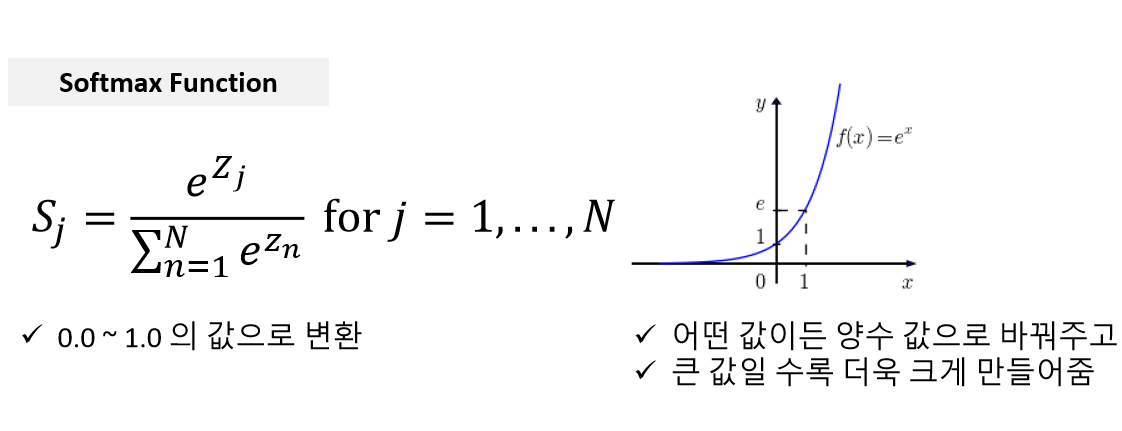 Softmax Function
S_j = \frac{e^{Z_j}}{\sum_{n=1}^{N} e^{z_n}} for j = 1, . . . , N
✓ 0.0 ~ 1.0 의 값으로 변환
y
f(x)=e^x
e
1
0 1 x
✓ 어떤 값이든 양수 값으로 바꿔주고
✓ 큰 값일 수록 더욱 크게 만들어줌